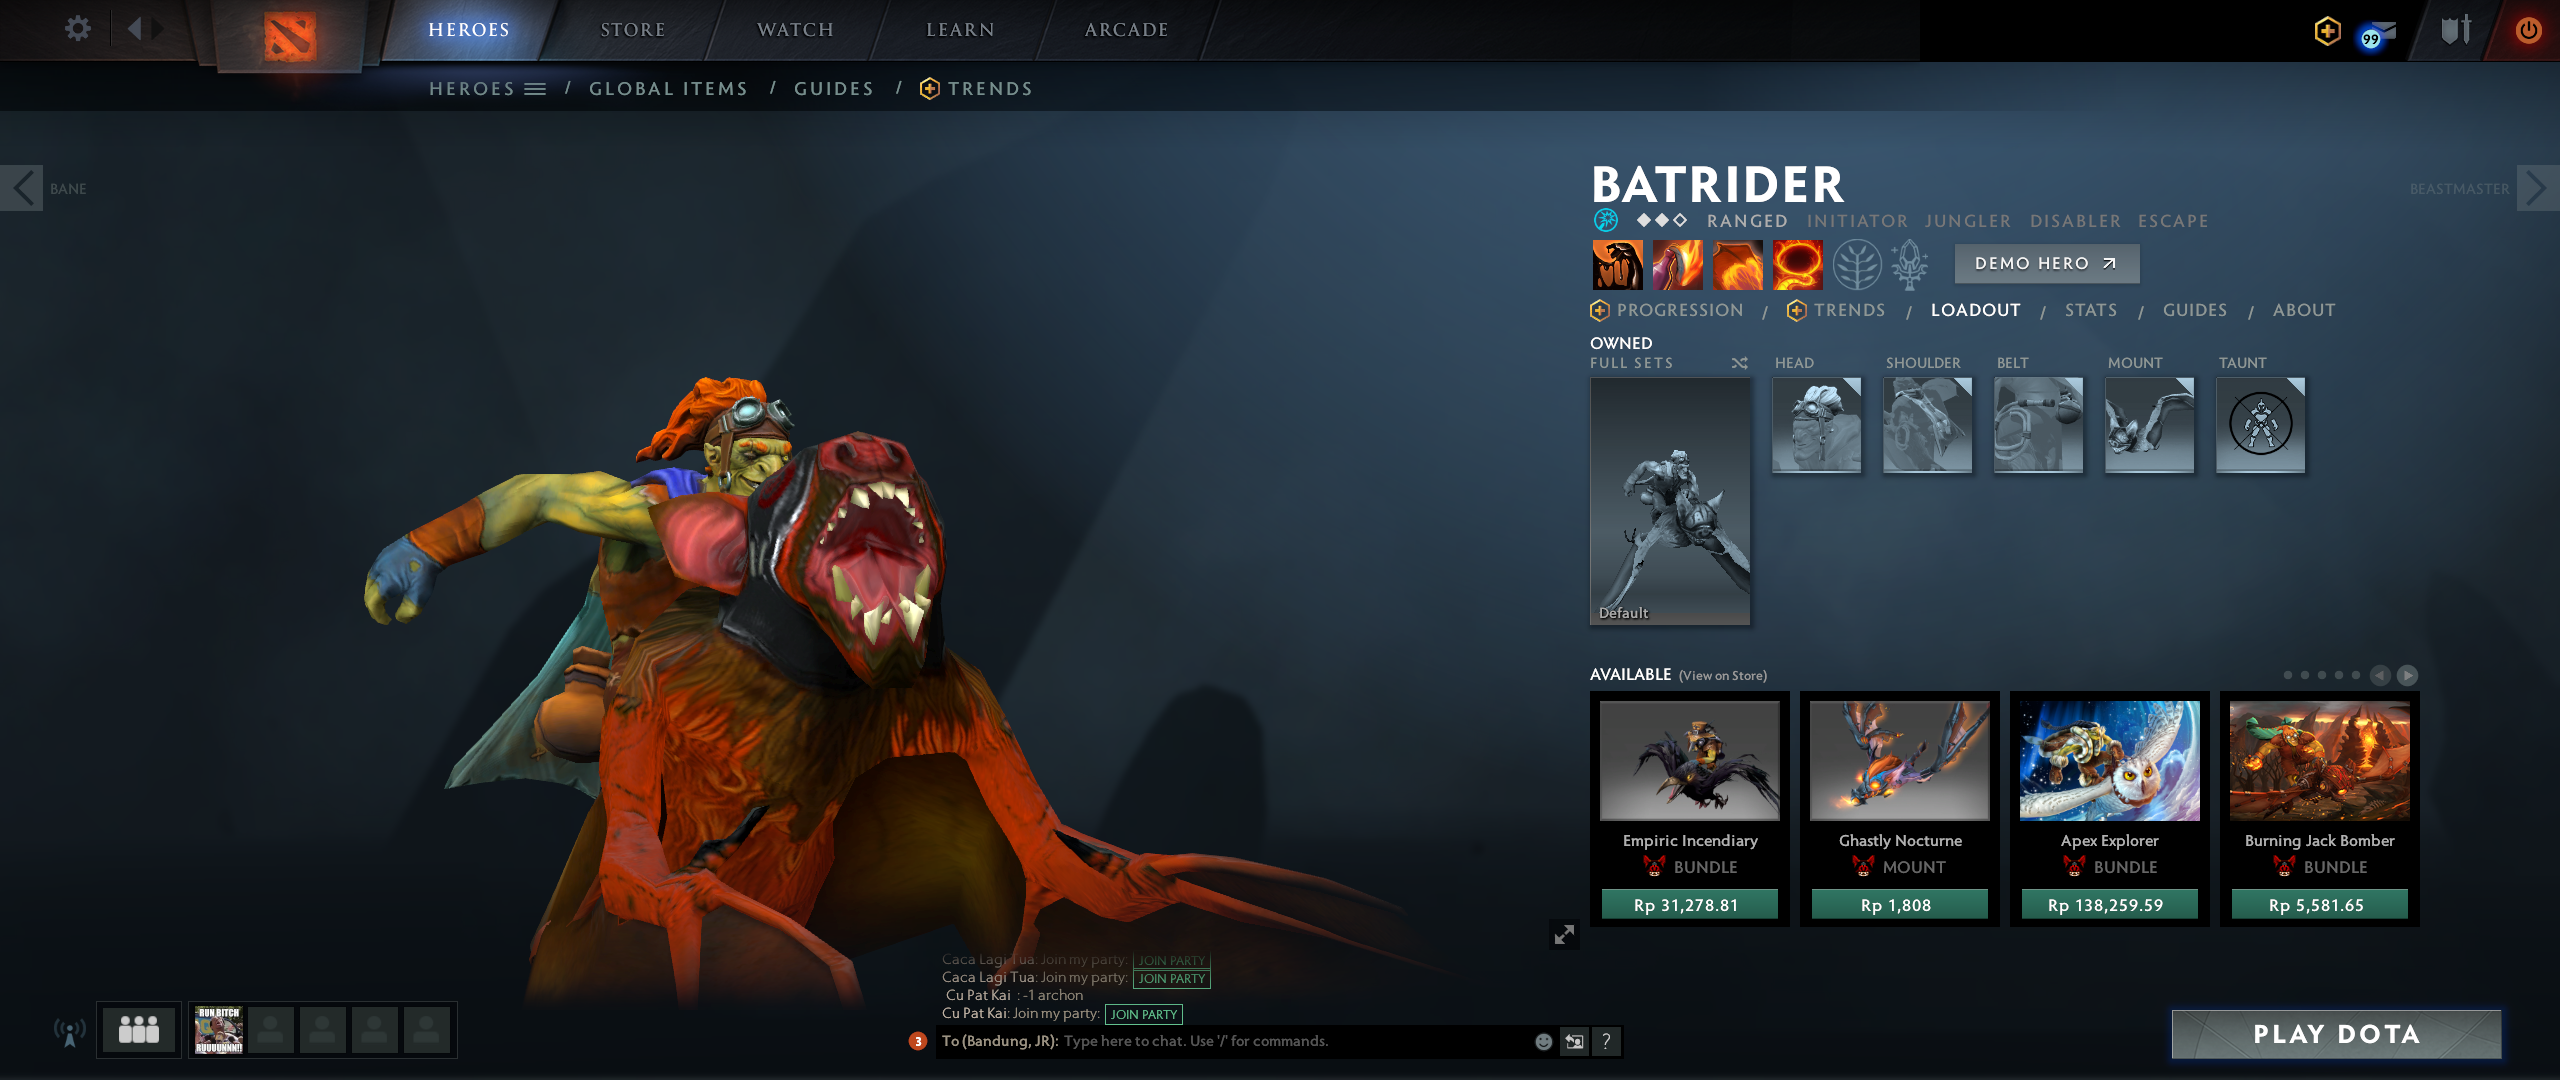 HEROES STORE WATCH LEARN ARCADE
99
HEROES / GLOBAL ITEMS / GUIDES / TRENDS
BANE
BEASTMASTER
BATRIDER
RANGED INITIATOR JUNGLER DISABLER ESCAPE
DEMO HERO
PROGRESSION / TRENDS / LOADOUT / STATS / GUIDES / ABOUT
OWNED
FULL SETS HEAD SHOULDER BELT MOUNT TAUNT
Default
AVAILABLE (View on Store)
Empiric Incendiary
BUNDLE
Rp 31,278.81
Ghastly Nocturne
MOUNT
Rp 1,808
Apex Explorer
BUNDLE
Rp 138,259.59
Burning Jack Bomber
BUNDLE
Rp 5,581.65
Caca Lagi Tua: Join my party: JOIN PARTY
Caca Lagi Tua: Join my party: JOIN PARTY
Cu Pat Kai : -1 archon
Cu Pat Kai: Join my party: JOIN PARTY
3 To (Bandung, JR): Type here to chat. Use '/' for commands. ?
RUN BITCH
RUUUUNNN!!
PLAY DOTA